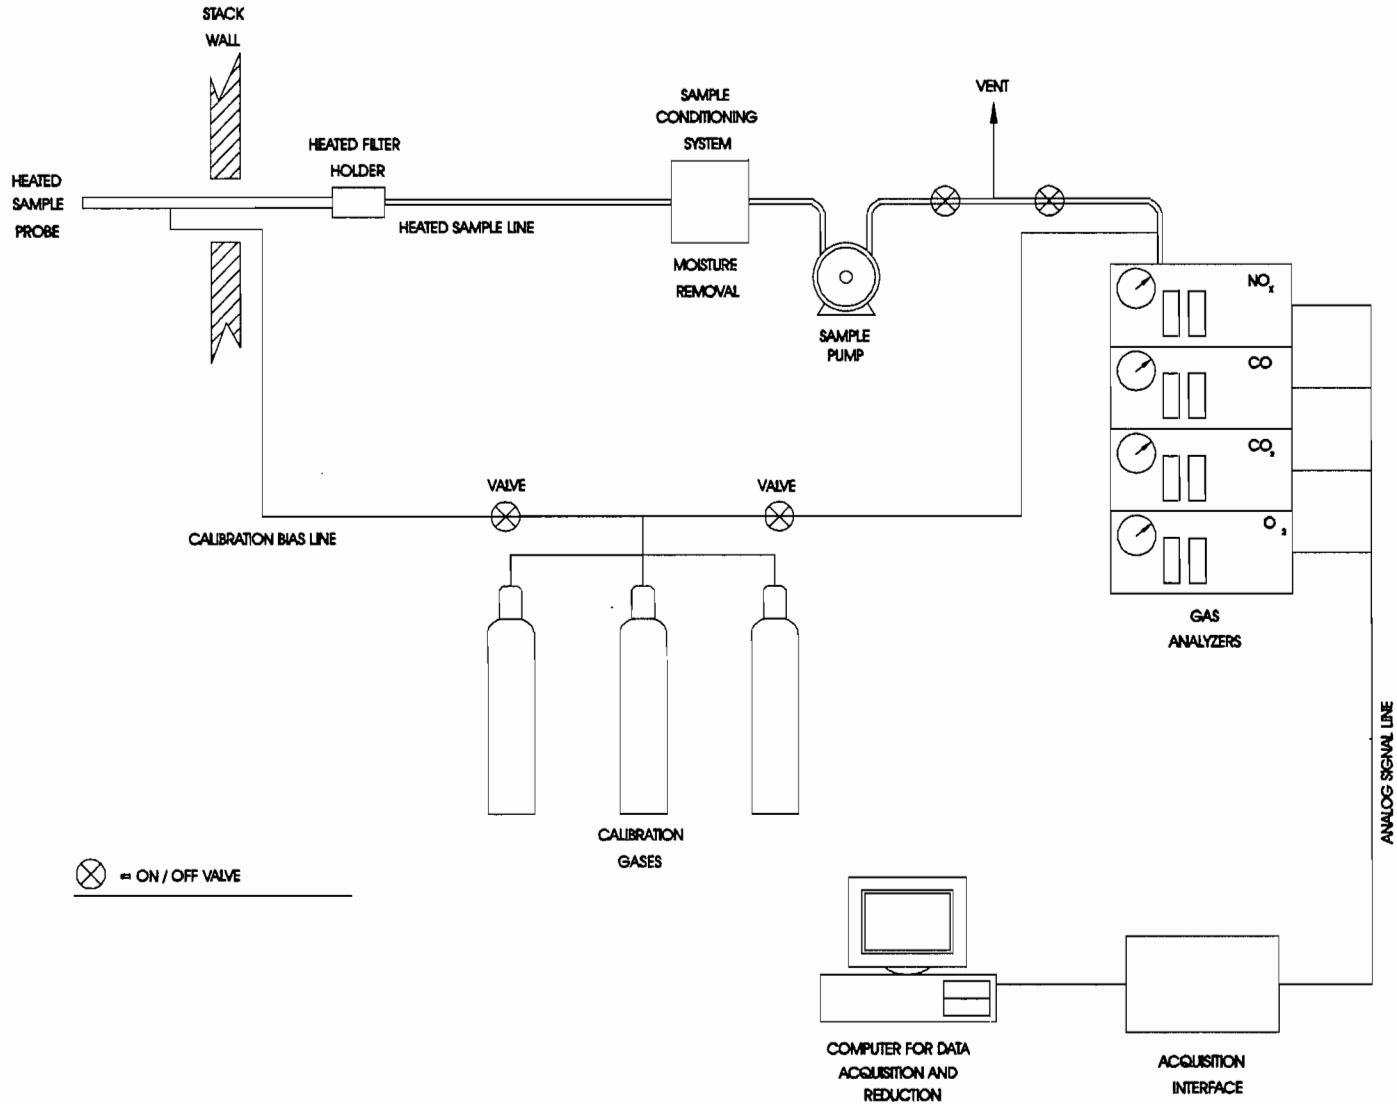 STACK
WALL
HEATED
SAMPLE
PROBE
HEATED FILTER
HOLDER
HEATED SAMPLE LINE
SAMPLE
CONDITIONING
SYSTEM
MOISTURE
REMOVAL
SAMPLE
PUMP
VENT
NOX
CO
CO2
O2
GAS
ANALYZERS
VALVE
VALVE
CALIBRATION BIAS LINE
CALIBRATION
GASES
ANALOG SIGNAL LINE
= ON / OFF VALVE
COMPUTER FOR DATA
ACQUISITION AND
REDUCTION
ACQUISITION
INTERFACE